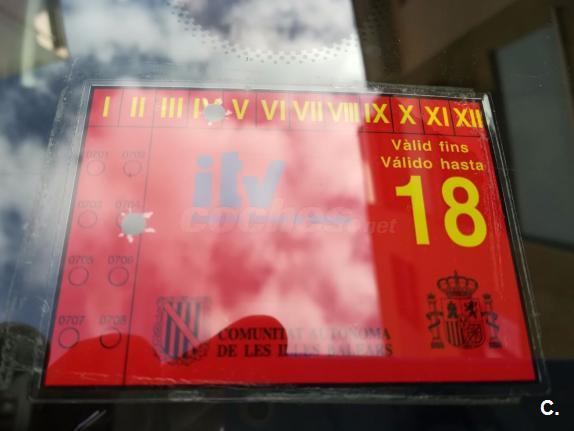 I II III IV V VI VII VIII IX X XI XII
Vàlid fins
Válido hasta
18
itv
0701 0702
0703
0705 0706
0707 0708
COMUNITAT AUTÒNOMA
DE LES ILLES BALEARS
coches.net
C.